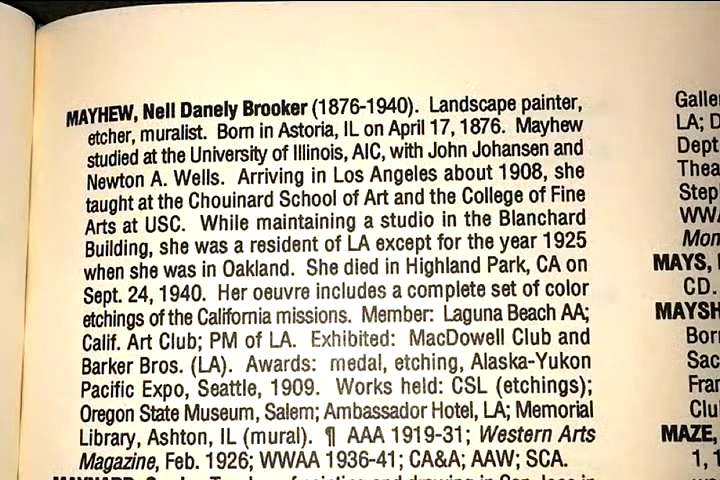 MAYHEW, Nell Danely Brooker (1876-1940). Landscape painter,
etcher, muralist. Born in Astoria, IL on April 17, 1876. Mayhew
studied at the University of Illinois, AIC, with John Johansen and
Newton A. Wells. Arriving in Los Angeles about 1908, she
taught at the Chouinard School of Art and the College of Fine
Arts at USC. While maintaining a studio in the Blanchard
Building, she was a resident of LA except for the year 1925
when she was in Oakland. She died in Highland Park, CA on
Sept. 24, 1940. Her oeuvre includes a complete set of color
etchings of the California missions. Member: Laguna Beach AA;
Calif. Art Club; PM of LA. Exhibited: MacDowell Club and
Barker Bros. (LA). Awards: medal, etching, Alaska-Yukon
Pacific Expo, Seattle, 1909. Works held: CSL (etchings);
Oregon State Museum, Salem; Ambassador Hotel, LA; Memorial
Library, Ashton, IL (mural). ¶ AAA 1919-31; Western Arts
Magazine, Feb. 1926; WWAA 1936-41; CA&A; AAW; SCA.
Galle
LA; D
Dept
Thea
Step
WWA
Mon
MAYS,
CD.
MAYSH
Bor
Sac
Fran
Clu
MAZE,
1, 1